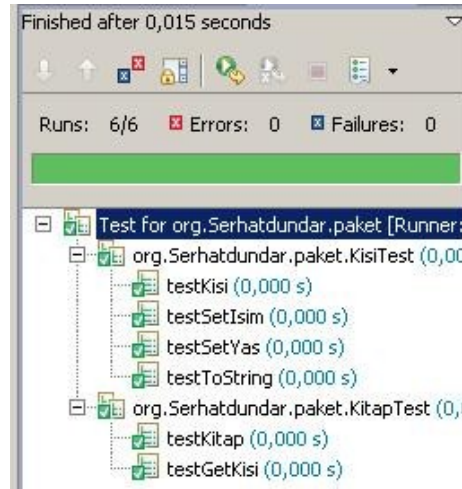 Finished after 0,015 seconds
Runs: 6/6 Errors: 0 Failures: 0
Test for org.Serhatdundar.paket [Runner:
org.Serhatdundar.paket.KisiTest (0,00
testKisi (0,000 s)
testSetIsim (0,000 s)
testSetYas (0,000 s)
testToString (0,000 s)
org.Serhatdundar.paket.KitapTest (0,
testKitap (0,000 s)
testGetKisi (0,000 s)